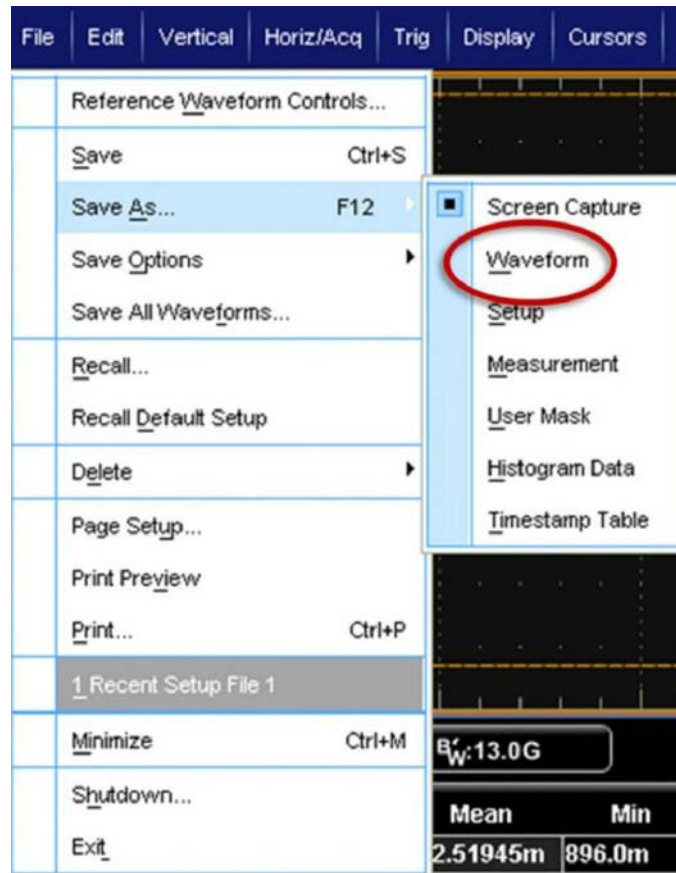 File Edit Vertical Horiz/Acq Trig Display Cursors
Reference Waveform Controls...
Save Ctrl+S
Save As... F12
Save Options
Save All Waveforms...
Recall...
Recall Default Setup
Delete
Page Setup...
Print Preview
Print... Ctrl+P
1 Recent Setup File 1
Minimize Ctrl+M
Shutdown...
Exit
Screen Capture
Waveform
Setup
Measurement
User Mask
Histogram Data
Timestamp Table
BW:13.0G
Mean Min
2.51945m 896.0m